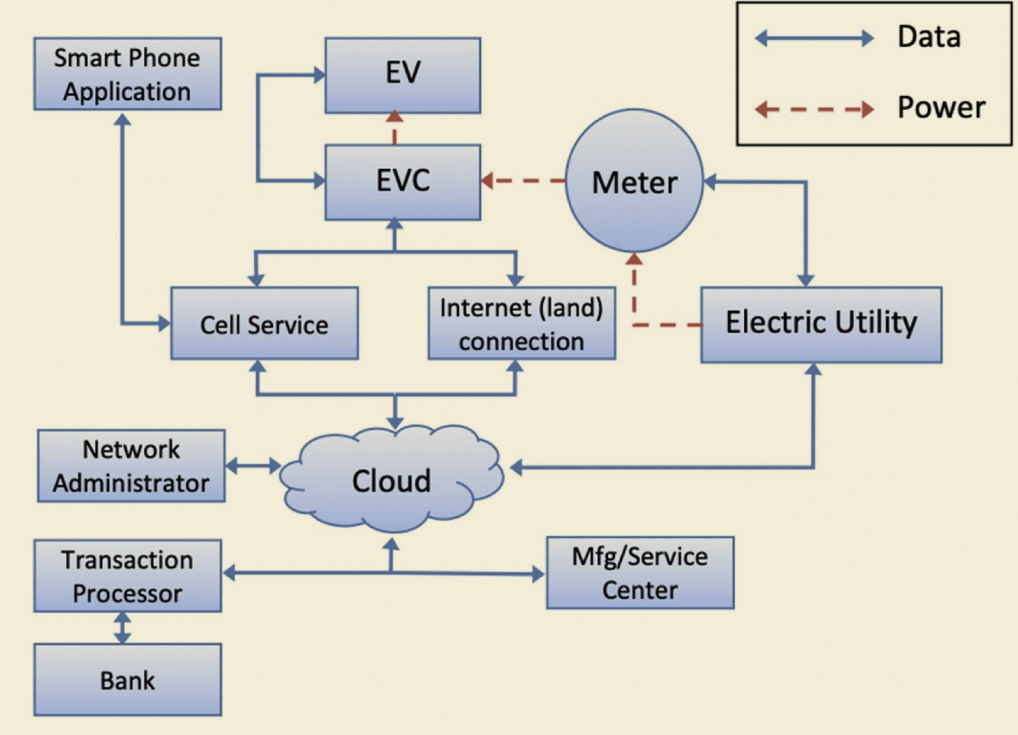 Smart Phone
Application
EV
Data
Power
EVC
Meter
Cell Service
Internet (land)
connection
Electric Utility
Network
Administrator
Cloud
Transaction
Processor
Mfg/Service
Center
Bank